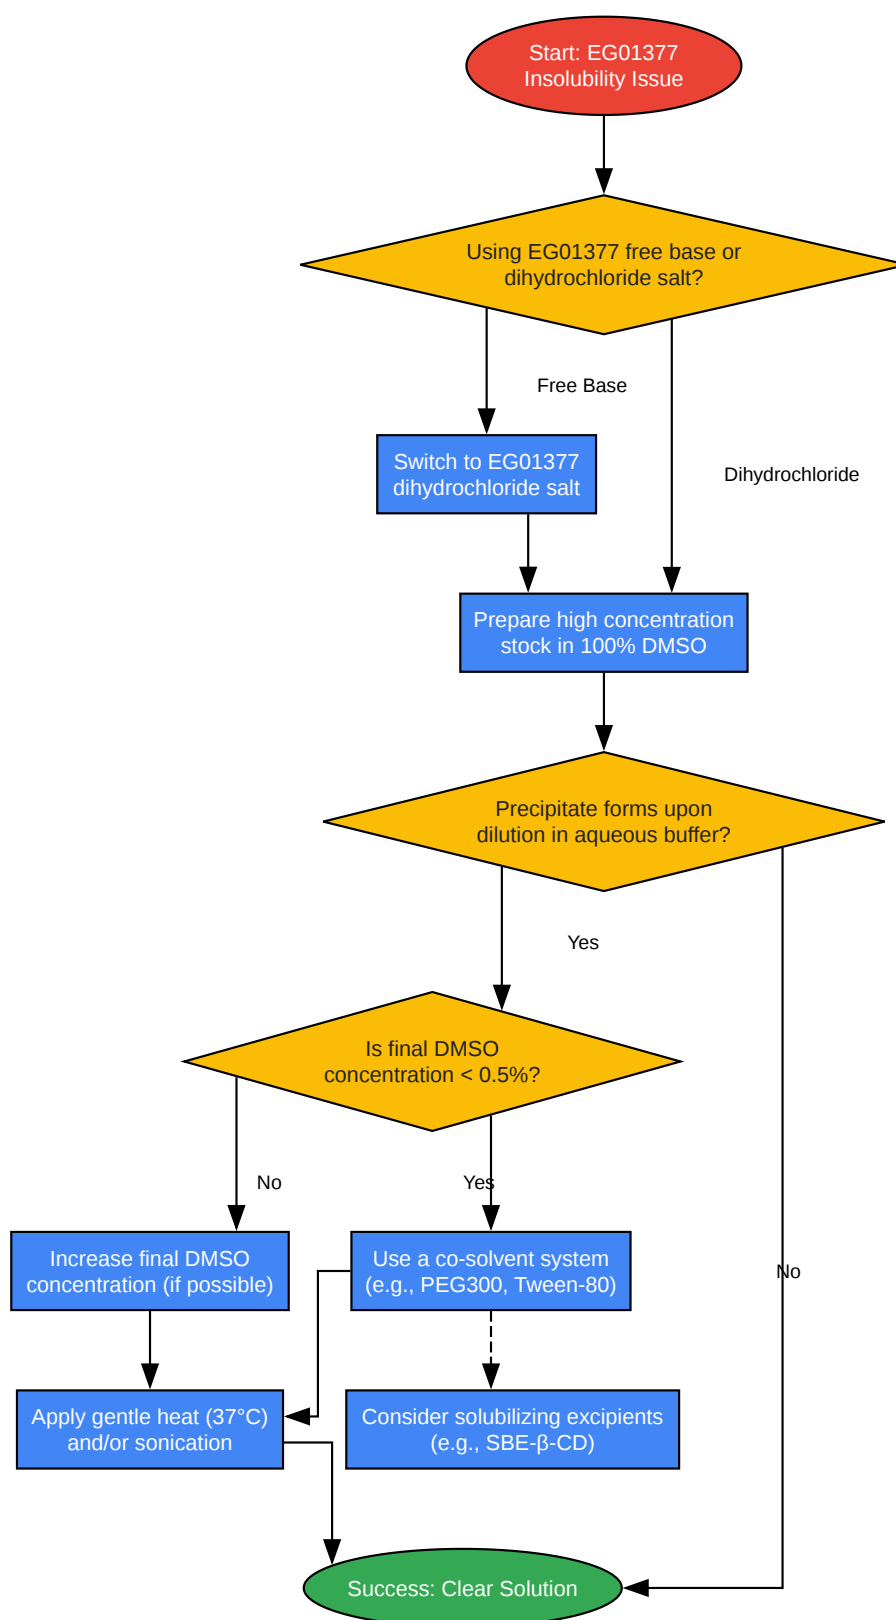 Start: EG01377
Insolubility Issue
Using EG01377 free base or
dihydrochloride salt?
Free Base
Switch to EG01377
dihydrochloride salt
Dihydrochloride
Prepare high concentration
stock in 100% DMSO
Precipitate forms upon
dilution in aqueous buffer?
Yes
Is final DMSO
concentration < 0.5%?
No
Yes
Increase final DMSO
concentration (if possible)
Use a co-solvent system
(e.g., PEG300, Tween-80)
No
Apply gentle heat (37°C)
and/or sonication
Consider solubilizing excipients
(e.g., SBE-β-CD)
Success: Clear Solution